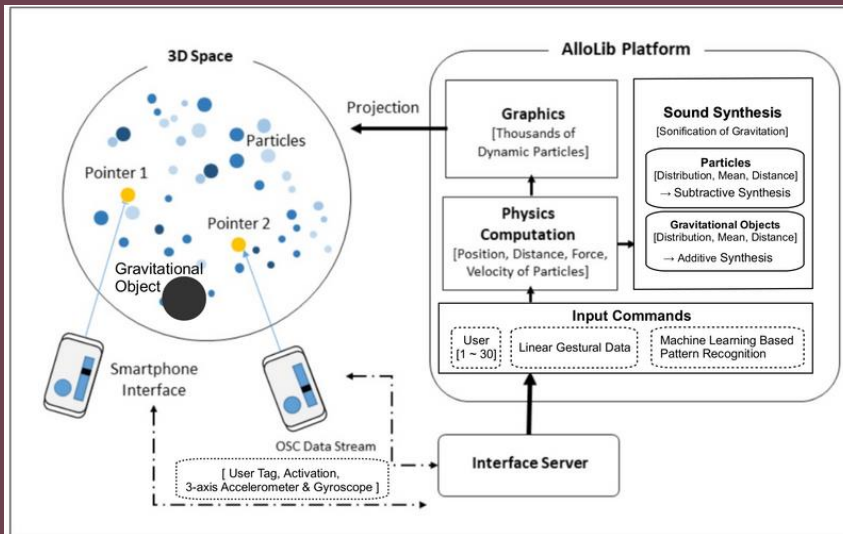 3D Space
Particles
Pointer 1
Pointer 2
Gravitational
Object
Smartphone
Interface
OSC Data Stream
[ User Tag, Activation,
3-axis Accelerometer & Gyroscope ]
Projection
AlloLib Platform
Graphics
[Thousands of
Dynamic Particles]
Physics
Computation
[Position, Distance, Force,
Velocity of Particles]
Sound Synthesis
[Sonification of Gravitation]
Particles
[Distribution, Mean, Distance]
→ Subtractive Synthesis
Gravitational Objects
[Distribution, Mean, Distance]
→ Additive Synthesis
Input Commands
User
[1 ~ 30]
Linear Gestural Data
Machine Learning Based
Pattern Recognition
Interface Server